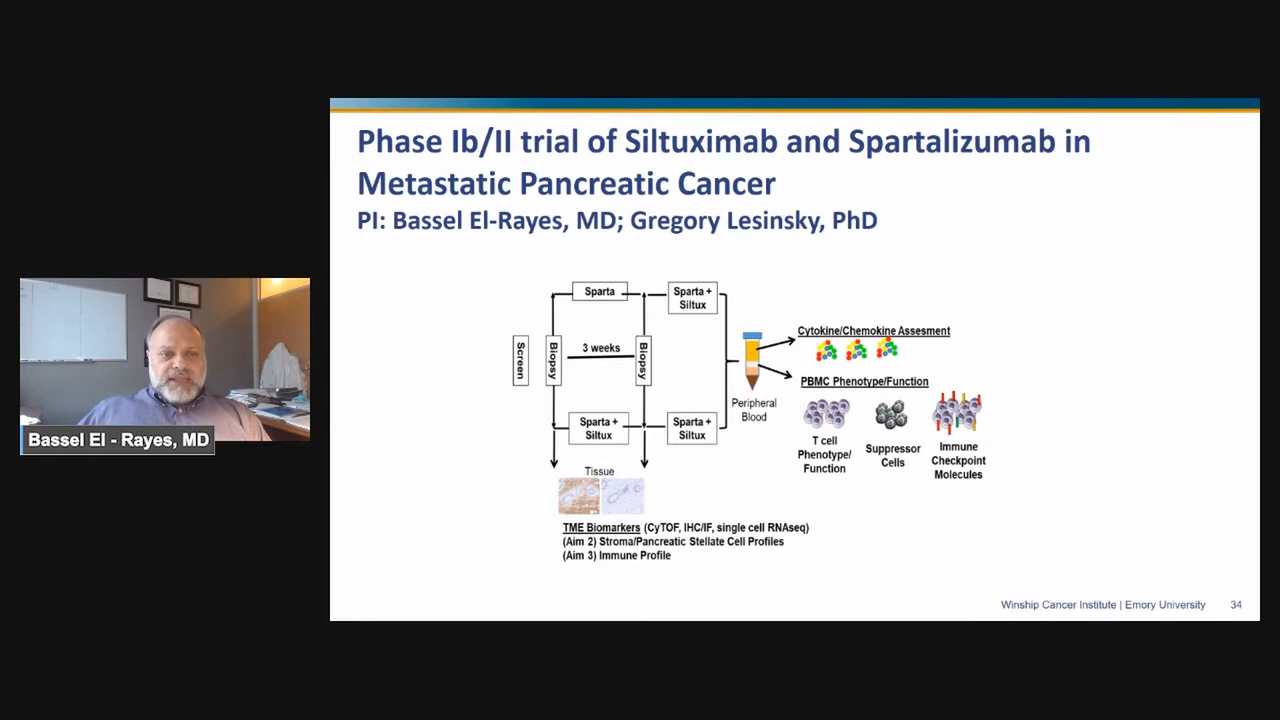 Phase Ib/II trial of Siltuximab and Spartalizumab in
Metastatic Pancreatic Cancer
PI: Bassel El-Rayes, MD; Gregory Lesinsky, PhD
Screen
Biopsy
Sparta
3 weeks
Sparta +
Siltux
Biopsy
Sparta +
Siltux
Sparta +
Siltux
Tissue
TME Biomarkers (CyTOF, IHC/IF, single cell RNAseq)
(Aim 2) Stroma/Pancreatic Stellate Cell Profiles
(Aim 3) Immune Profile
Peripheral
Blood
Cytokine/Chemokine Assesment
PBMC Phenotype/Function
T cell
Phenotype/
Function
Suppressor
Cells
Immune
Checkpoint
Molecules
Bassel El - Rayes, MD
Winship Cancer Institute | Emory University 34